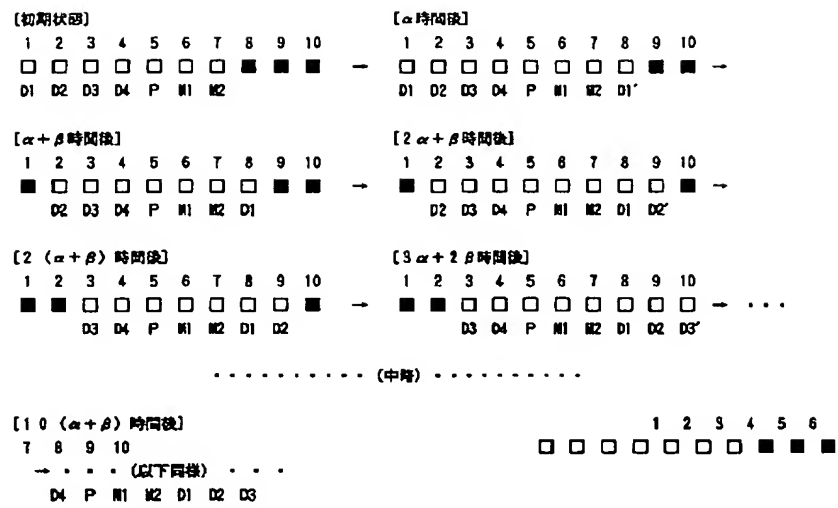 [初期状態] [α時間後]
1 2 3 4 5 6 7 8 9 10 1 2 3 4 5 6 7 8 9 10
□ □ □ □ □ □ □ ■ ■ ■ → □ □ □ □ □ □ □ □ ■ ■ →
D1 D2 D3 D4 P M1 M2 D1 D2 D3 D4 P M1 M2 D1′
[α+β時間後] [2α+β時間後]
1 2 3 4 5 6 7 8 9 10 1 2 3 4 5 6 7 8 9 10
■ □ □ □ □ □ □ □ ■ ■ → ■ □ □ □ □ □ □ □ □ ■ →
D2 D3 D4 P M1 M2 D1 D2 D3 D4 P M1 M2 D1 D2′
[2(α+β)時間後] [3α+2β時間後]
1 2 3 4 5 6 7 8 9 10 1 2 3 4 5 6 7 8 9 10
■ ■ □ □ □ □ □ □ □ ■ → ■ ■ □ □ □ □ □ □ □ □ → ・・・
D3 D4 P M1 M2 D1 D2 D3 D4 P M1 M2 D1 D2 D3′
・・・・・・・・・・(中略)・・・・・・・・・・
[10(α+β)時間後] 1 2 3 4 5 6
7 8 9 10 □ □ □ □ □ □ □ ■ ■ ■
→ ・・・(以下同様)・・・
D4 P M1 M2 D1 D2 D3